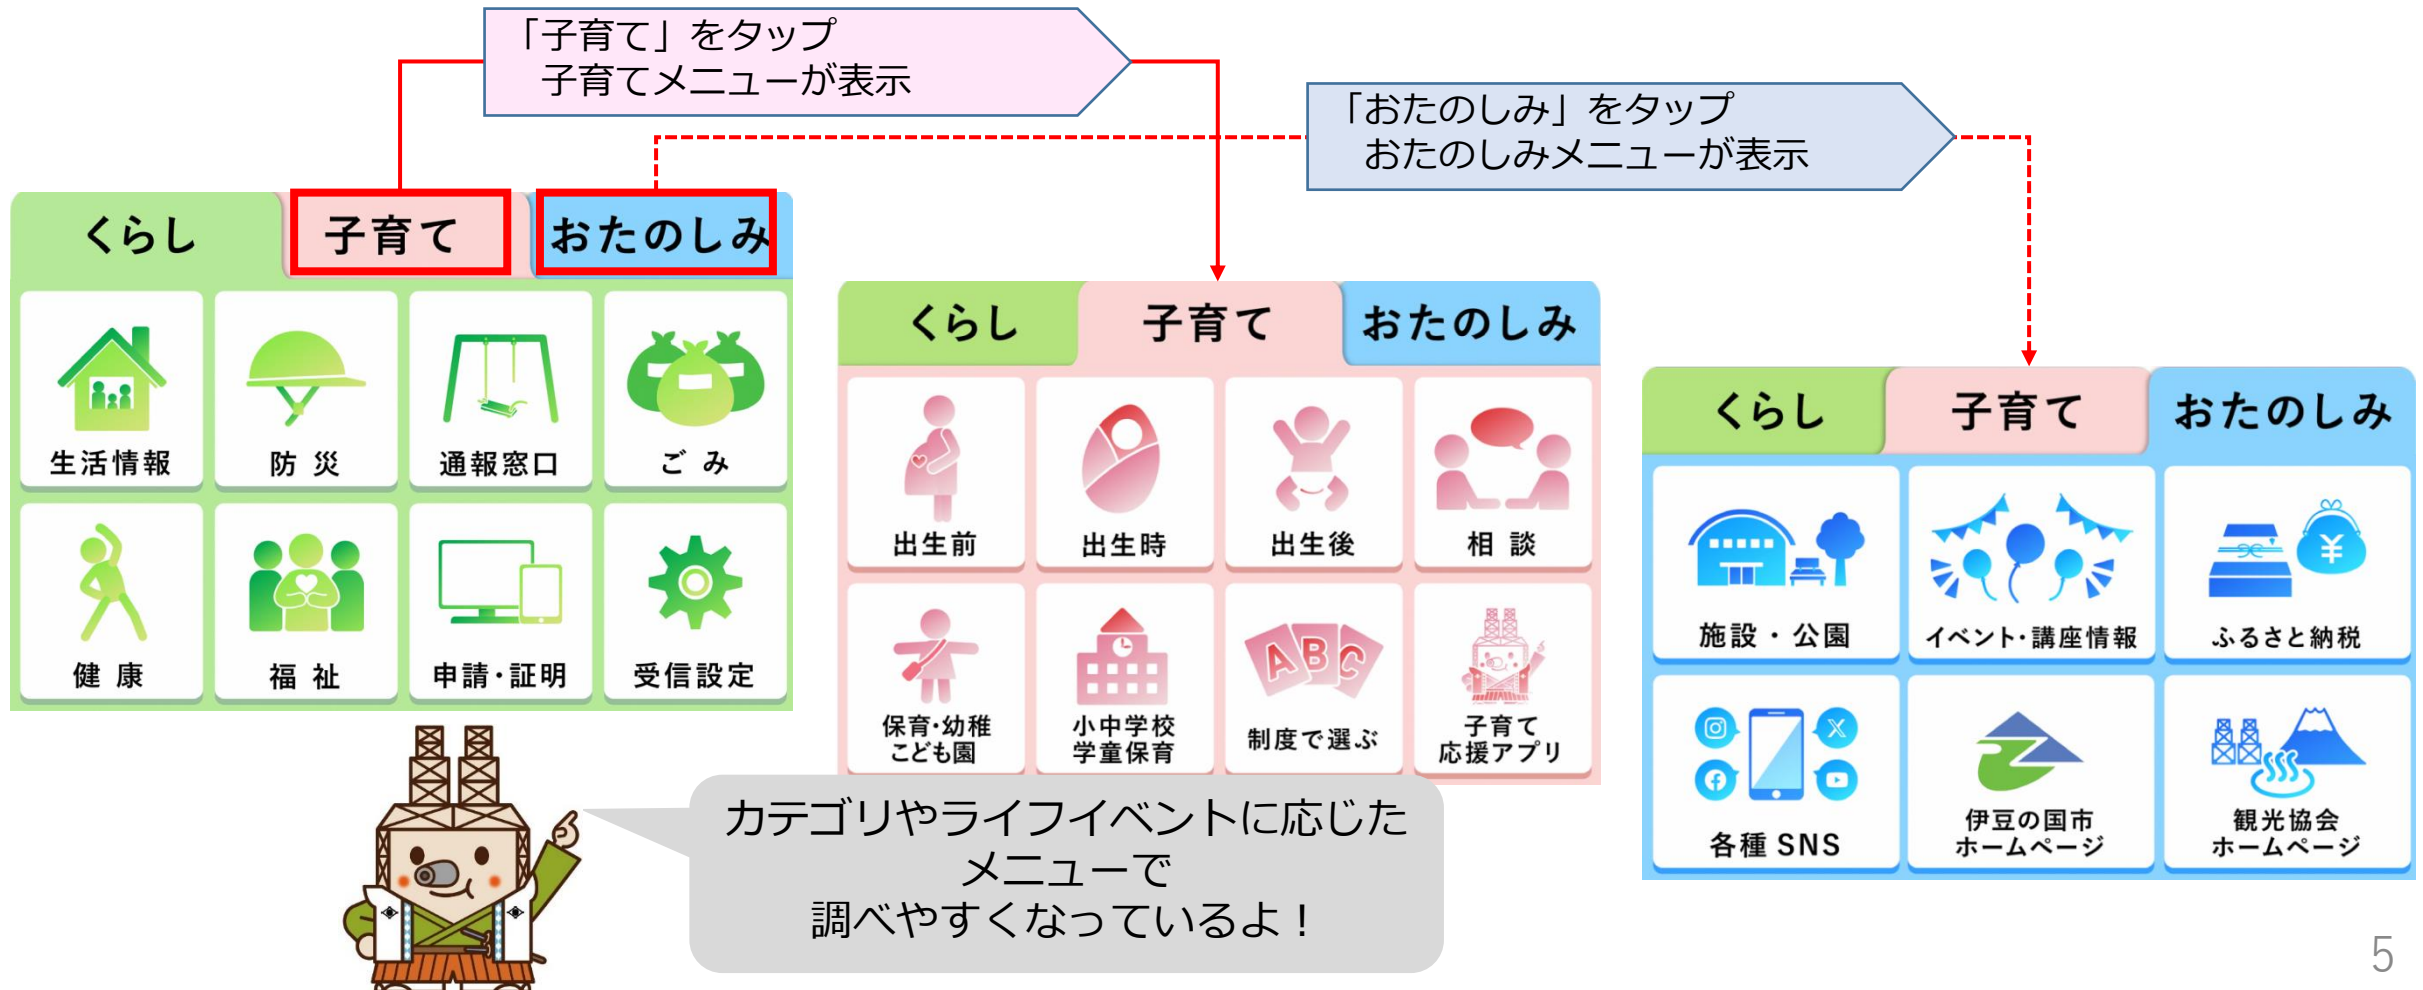 「子育て」をタップ
子育てメニューが表示
「おたのしみ」をタップ
おたのしみメニューが表示
くらし
子育て
おたのしみ
生活情報
防災
通報窓口
ごみ
健康
福祉
申請・証明
受信設定
くらし
子育て
おたのしみ
出生前
出生時
出生後
相談
保育・幼稚
こども園
小中学校
学童保育
ABC
制度で選ぶ
子育て
応援アプリ
くらし
子育て
おたのしみ
施設・公園
イベント・講座情報
¥
ふるさと納税
各種 SNS
伊豆の国市
ホームページ
観光協会
ホームページ
カテゴリやライフイベントに応じた
メニューで
調べやすくなっているよ！
5